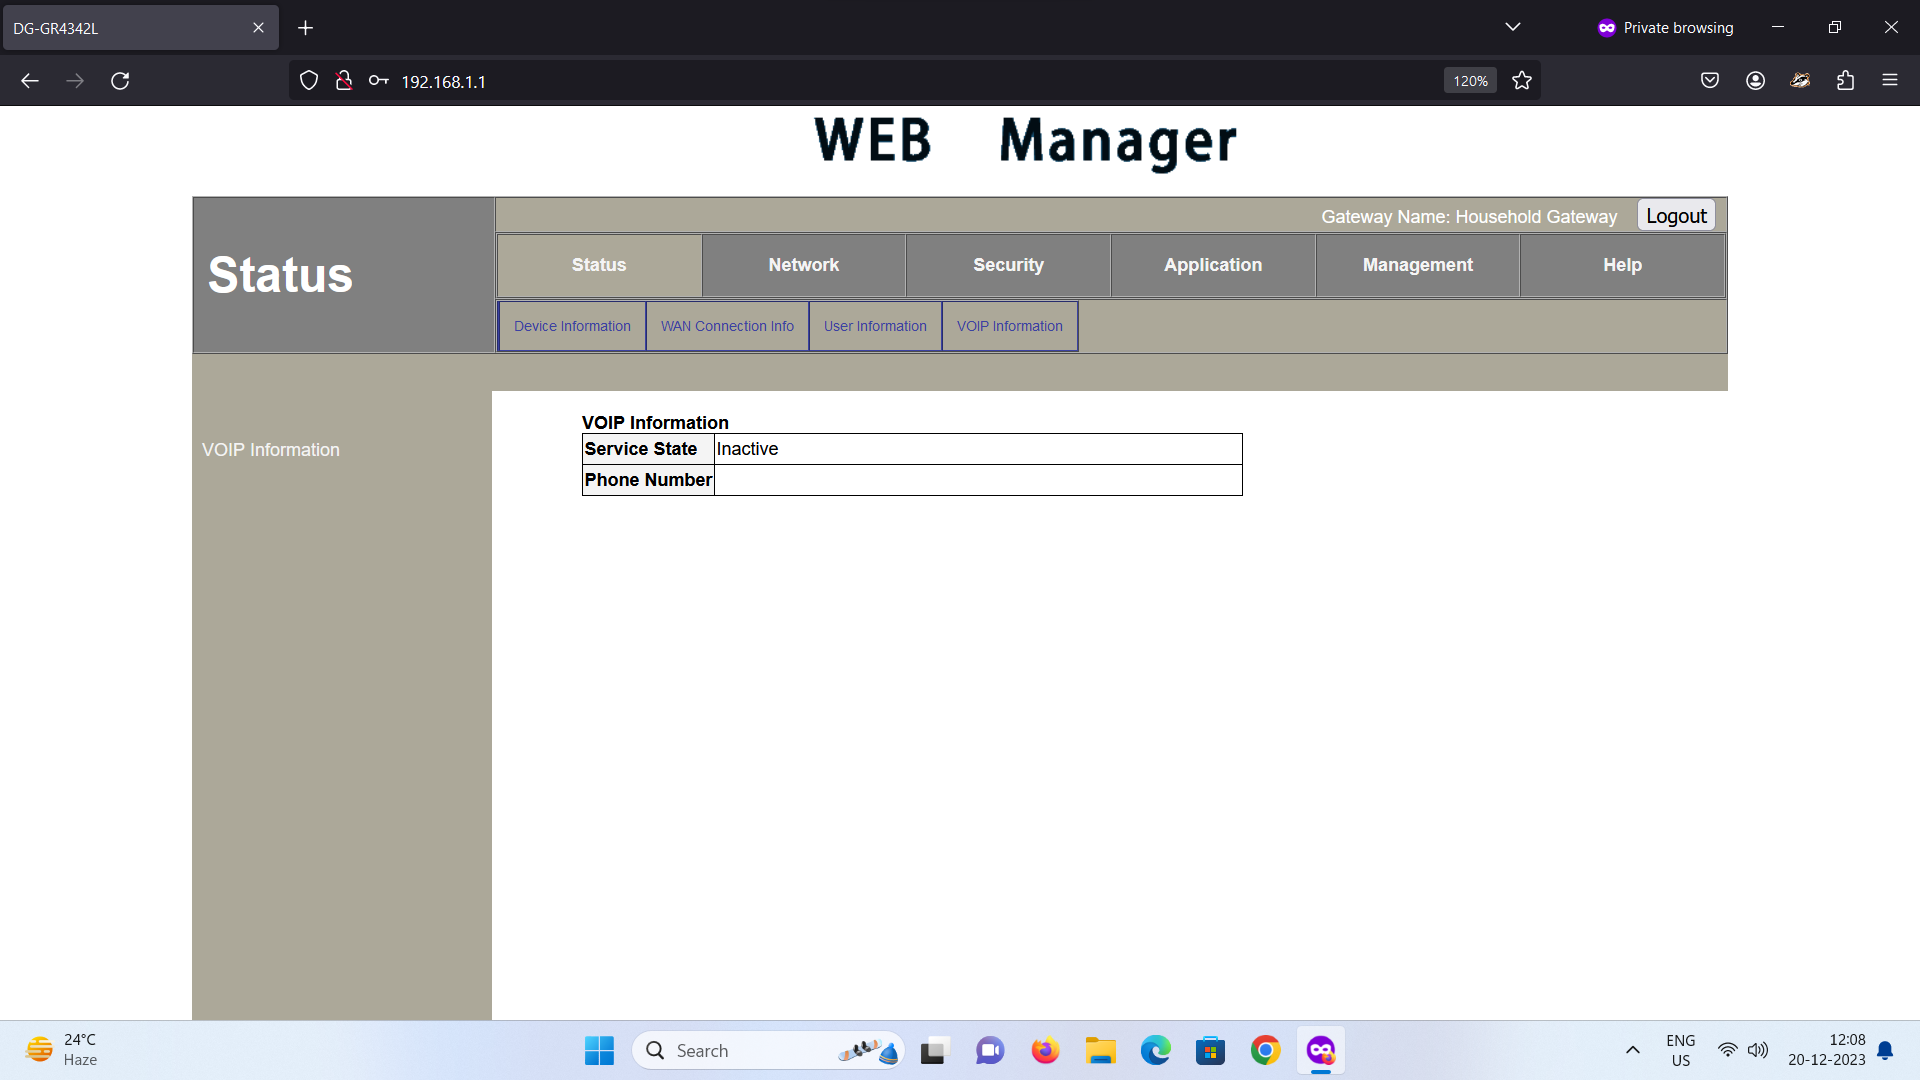 DG-GR4342L
Private browsing
192.168.1.1
120%
WEB Manager
Gateway Name: Household Gateway
Logout
Status
Status
Network
Security
Application
Management
Help
Device Information
WAN Connection Info
User Information
VOIP Information
VOIP Information
VOIP Information
Service State
Inactive
Phone Number
24°C
Haze
Search
ENG
US
12:08
20-12-2023